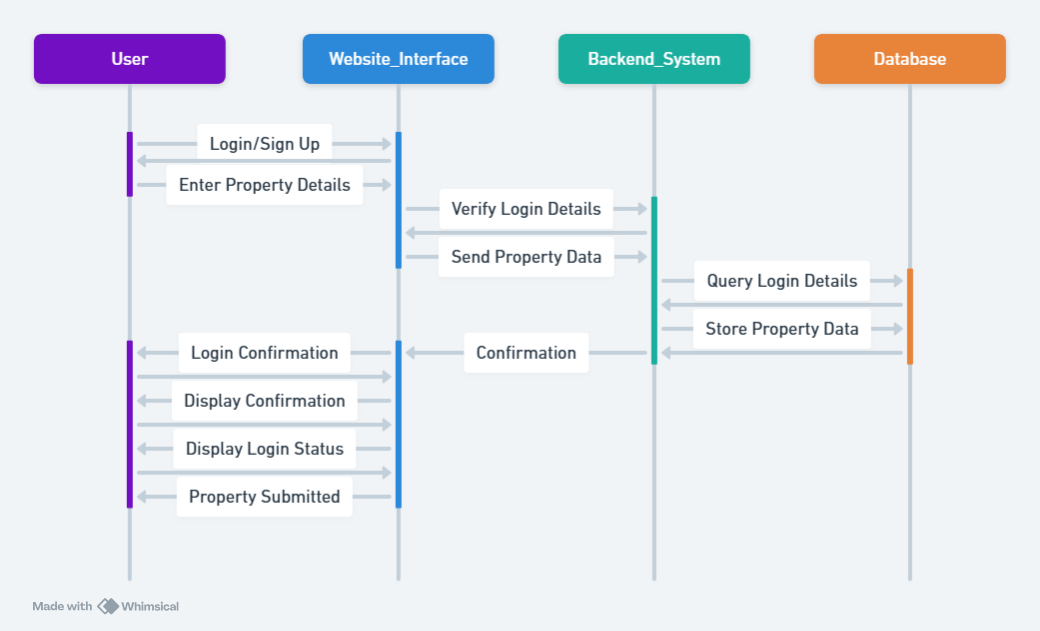 User
Website_Interface
Backend_System
Database
Login/Sign Up
Enter Property Details
Verify Login Details
Send Property Data
Query Login Details
Store Property Data
Login Confirmation
Confirmation
Display Confirmation
Display Login Status
Property Submitted
Made with Whimsical